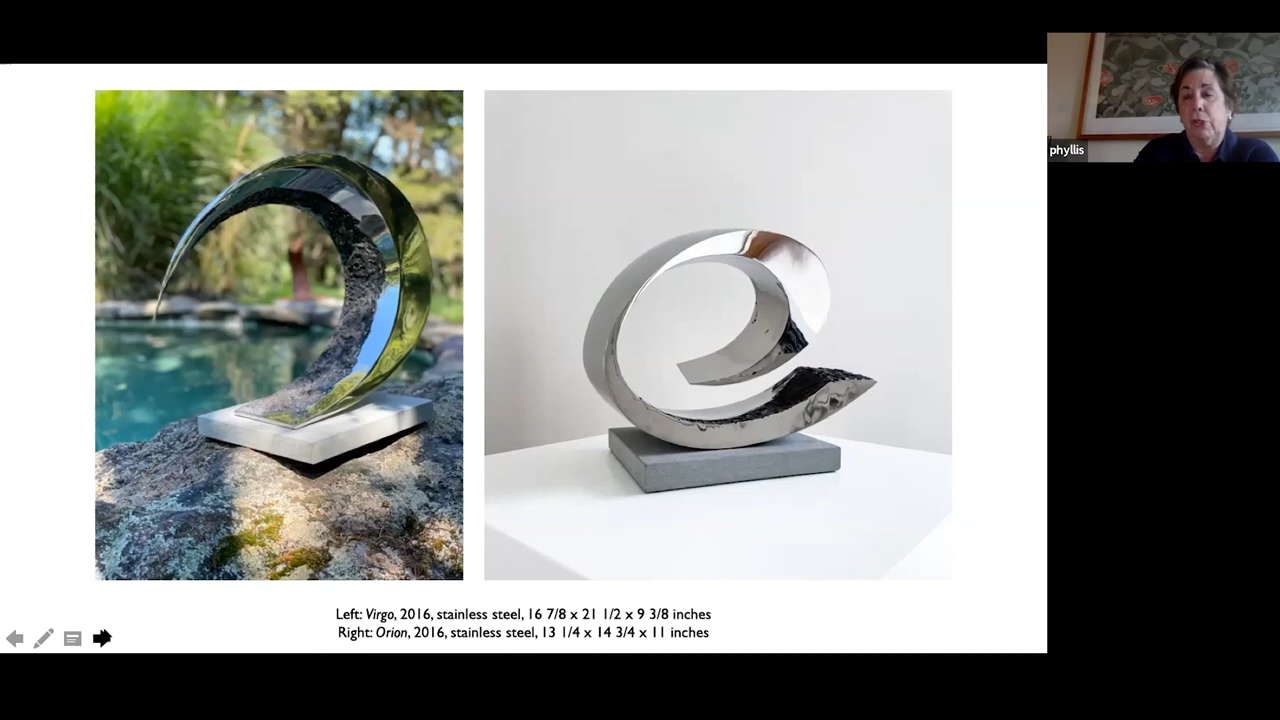 phyllis
Left: Virgo, 2016, stainless steel, 16 7/8 x 21 1/2 x 9 3/8 inches
Right: Orion, 2016, stainless steel, 13 1/4 x 14 3/4 x 11 inches